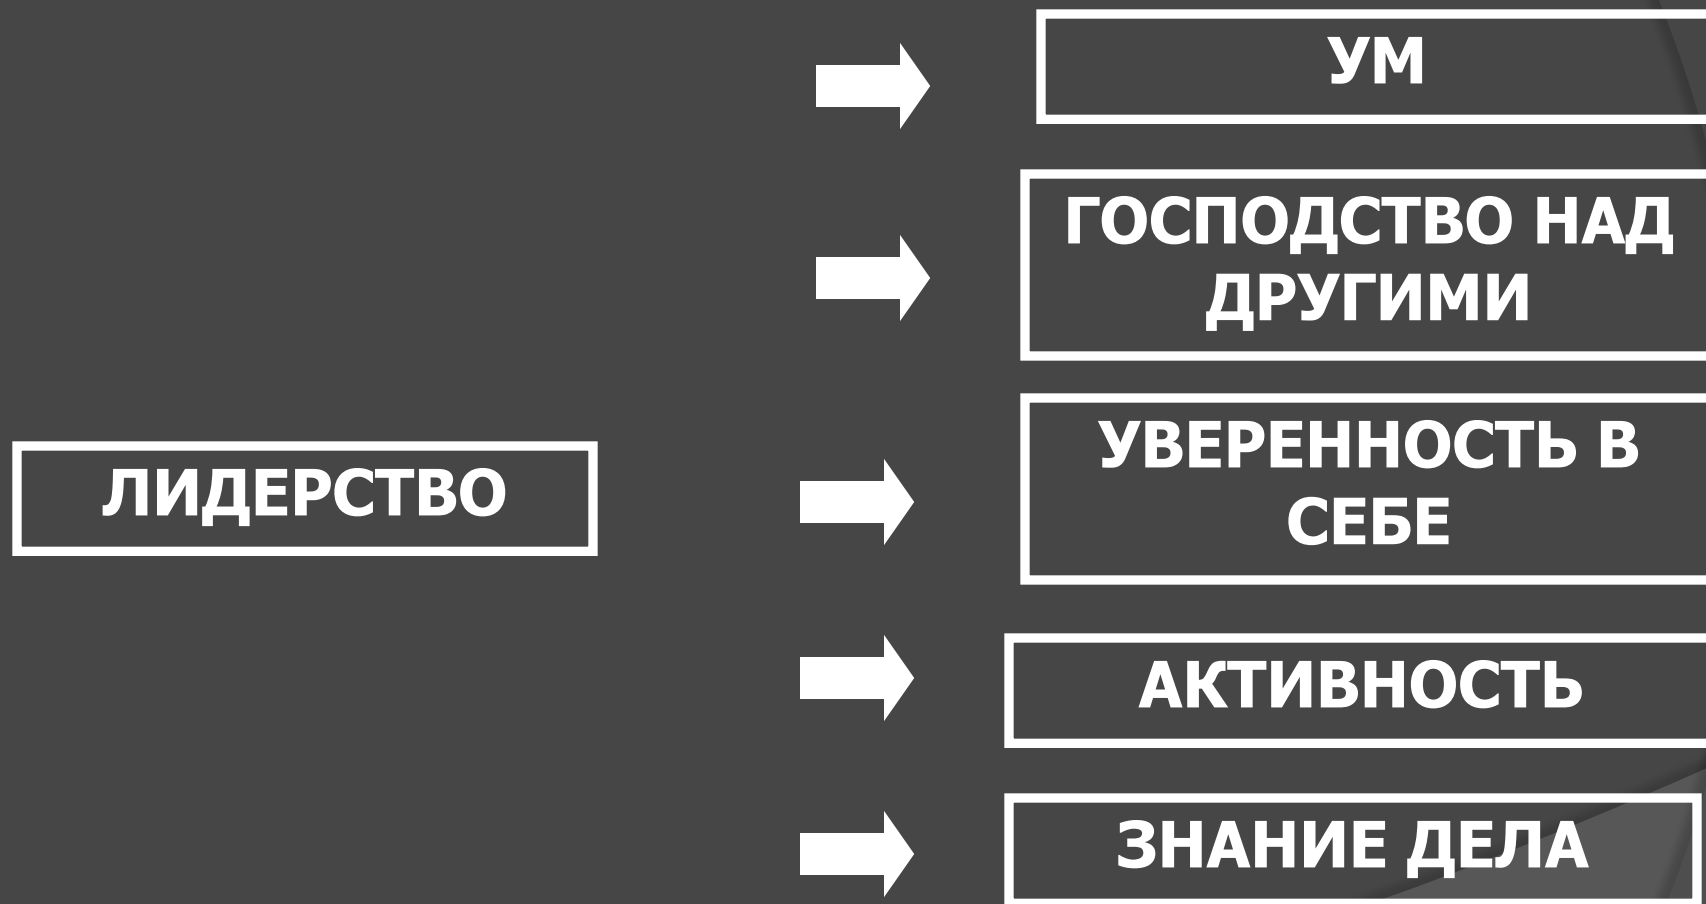 УМ
ГОСПОДСТВО НАД
ДРУГИМИ
УВЕРЕННОСТЬ В
СЕБЕ
ЛИДЕРСТВО
АКТИВНОСТЬ
ЗНАНИЕ ДЕЛА